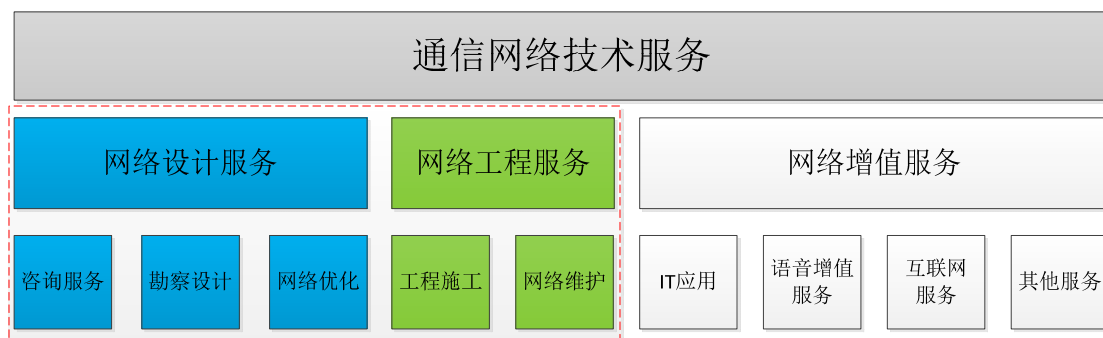 通信网络技术服务
网络设计服务
网络工程服务
网络增值服务
咨询服务
勘察设计
网络优化
工程施工
网络维护
IT应用
语音增值
服务
互联网
服务
其他服务